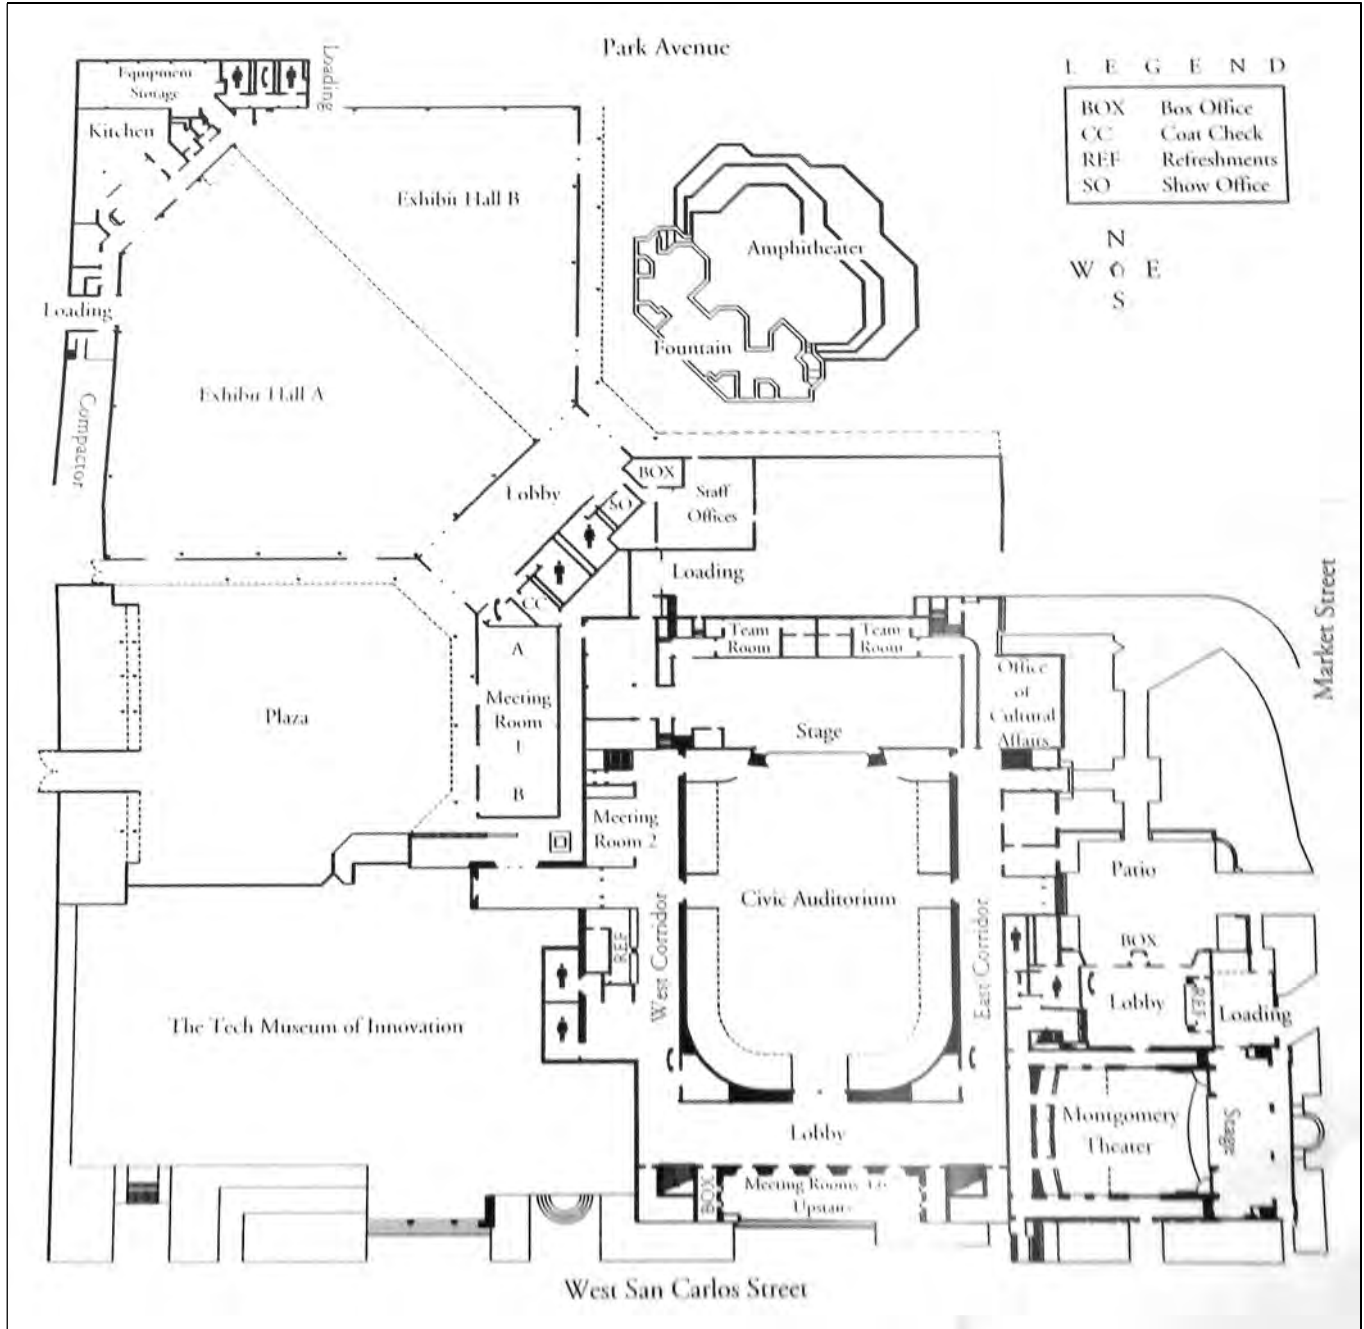 Park Avenue
L E G E N D
BOX Box Office
CC Coat Check
REF Refreshments
SO Show Office
N
W E
S
Equipment
Storage
Loading
Kitchen
Exhibit Hall B
Amphitheater
Loading
Fountain
Exhibit Hall A
Compactor
BOX
Lobby
SO
Staff
Offices
Loading
CC
Market Street
A
Team
Room
Team
Room
Office
of
Cultural
Affairs
Meeting
Room
1
Plaza
Stage
B
Meeting
Room 2
Patio
Civic Auditorium
BOX
REF
West Corridor
East Corridor
Lobby
REF
Loading
The Tech Museum of Innovation
Montgomery
Theater
Stage
Lobby
BOX
Meeting Rooms
West San Carlos Street